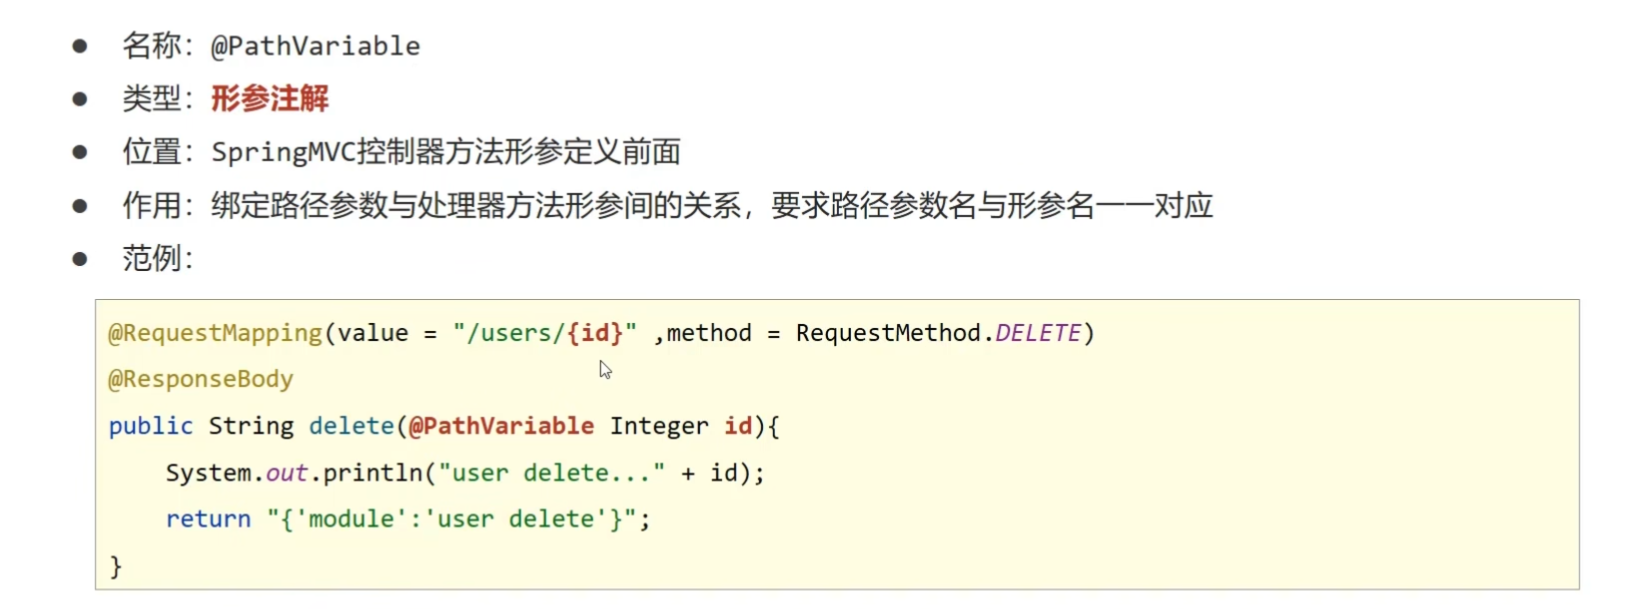 ● 名称：@PathVariable
● 类型：形参注解
● 位置：SpringMVC控制器方法形参定义前面
● 作用：绑定路径参数与处理器方法形参间的关系，要求路径参数名与形参名一一对应
● 范例：
@RequestMapping(value = "/users/{id}" ,method = RequestMethod.DELETE)
@ResponseBody
public String delete(@PathVariable Integer id){
    System.out.println("user delete..." + id);
    return "{'module':'user delete'}";
}